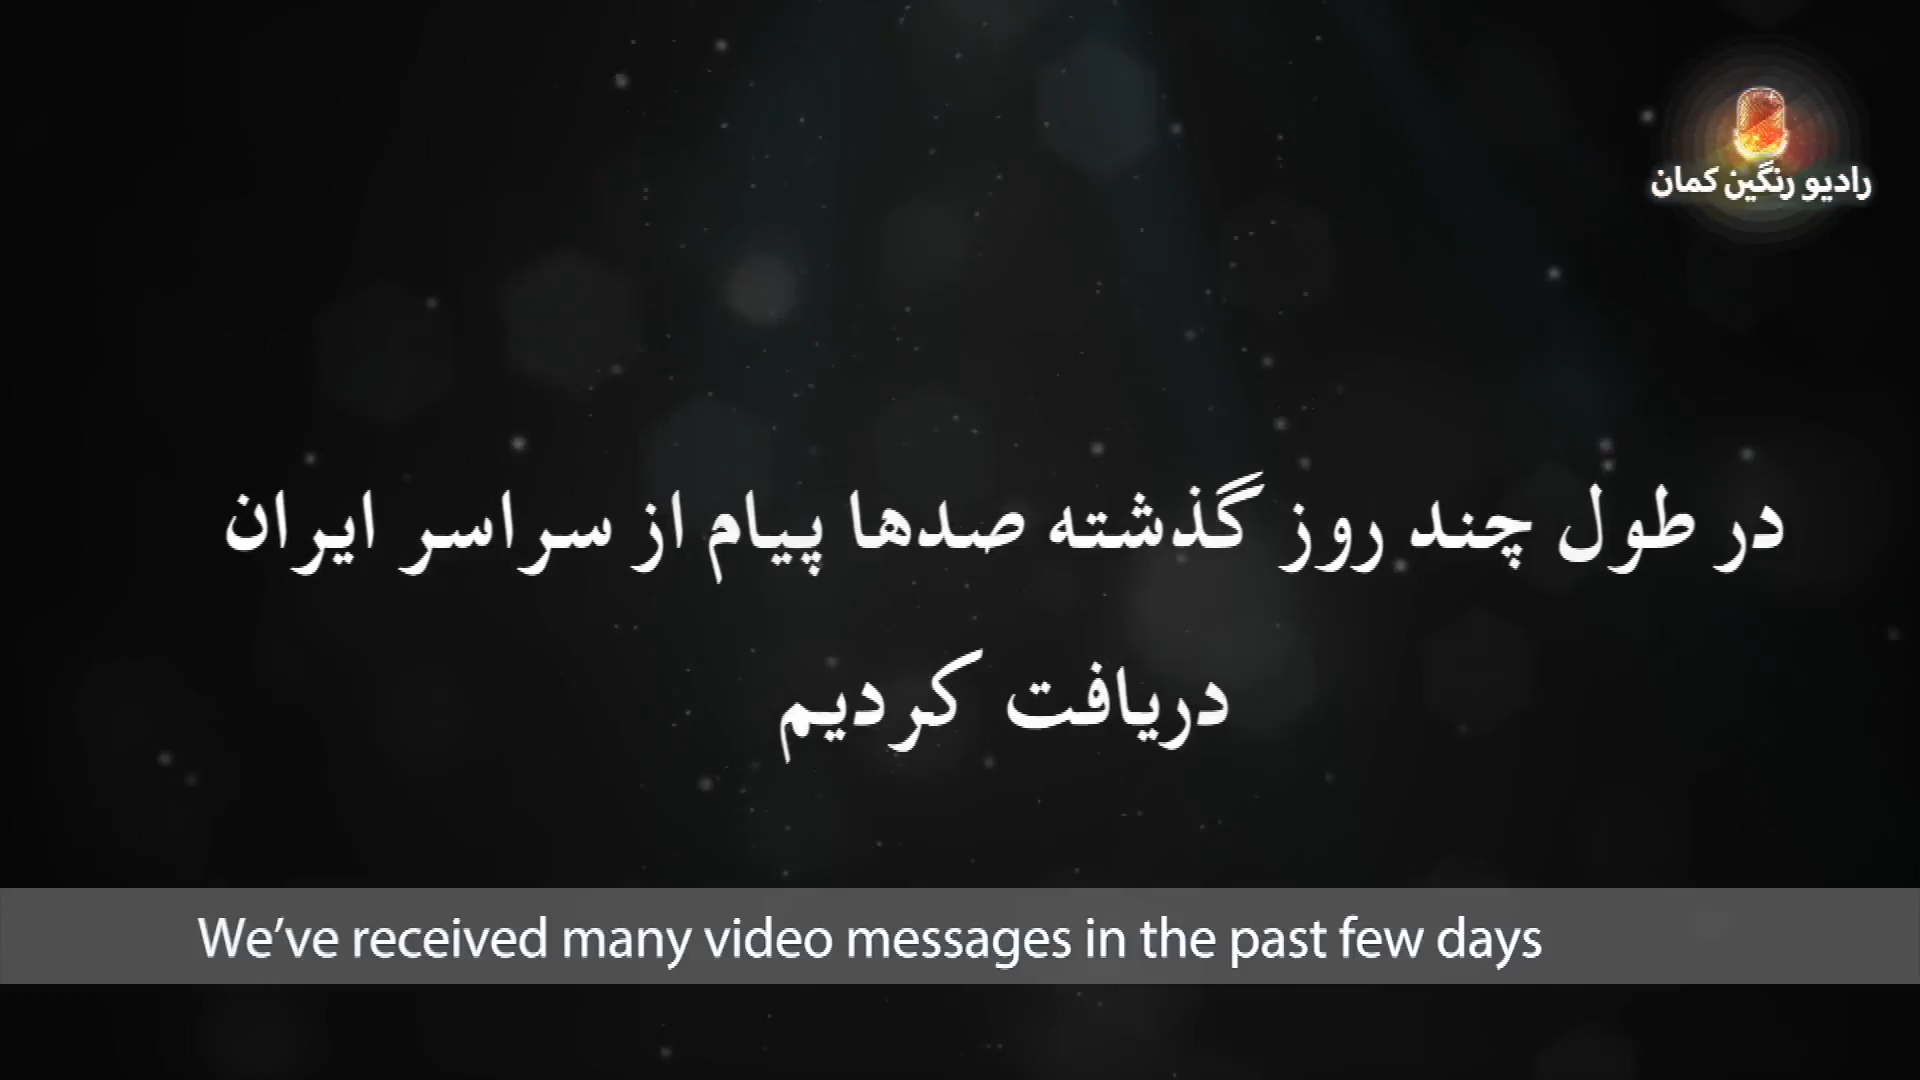 رادیو رنگین کمان
در طول چند روز گذشته صدها پیام از سراسر ایران
دریافت کردیم
We’ve received many video messages in the past few days